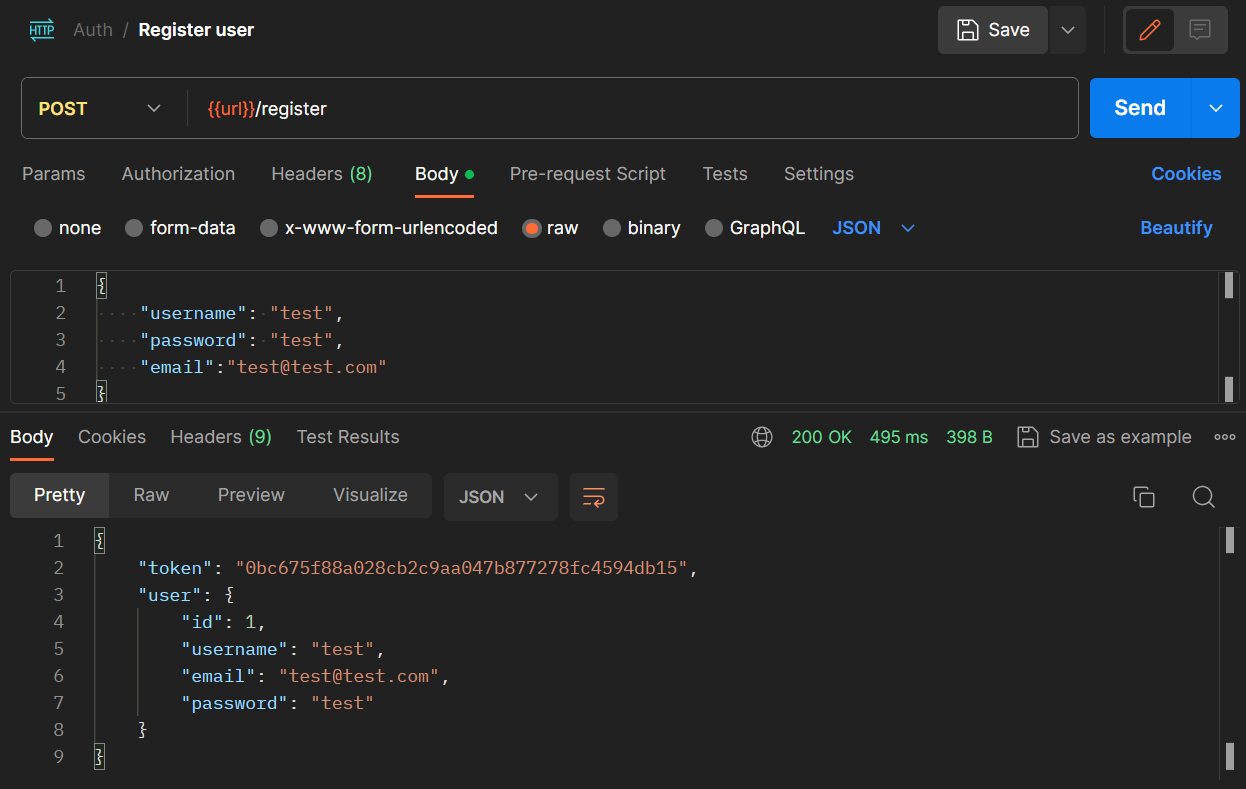 HTTP Auth / Register user Save
POST {{url}}/register Send
Params Authorization Headers (8) Body Pre-request Script Tests Settings Cookies
none form-data x-www-form-urlencoded raw binary GraphQL JSON Beautify
1 {
2 "username": "test",
3 "password": "test",
4 "email":"test@test.com"
5 }
Body Cookies Headers (9) Test Results 200 OK 495 ms 398 B Save as example
Pretty Raw Preview Visualize JSON
1 {
2 "token": "0bc675f88a028cb2c9aa047b877278fc4594db15",
3 "user": {
4 "id": 1,
5 "username": "test",
6 "email": "test@test.com",
7 "password": "test"
8 }
9 }